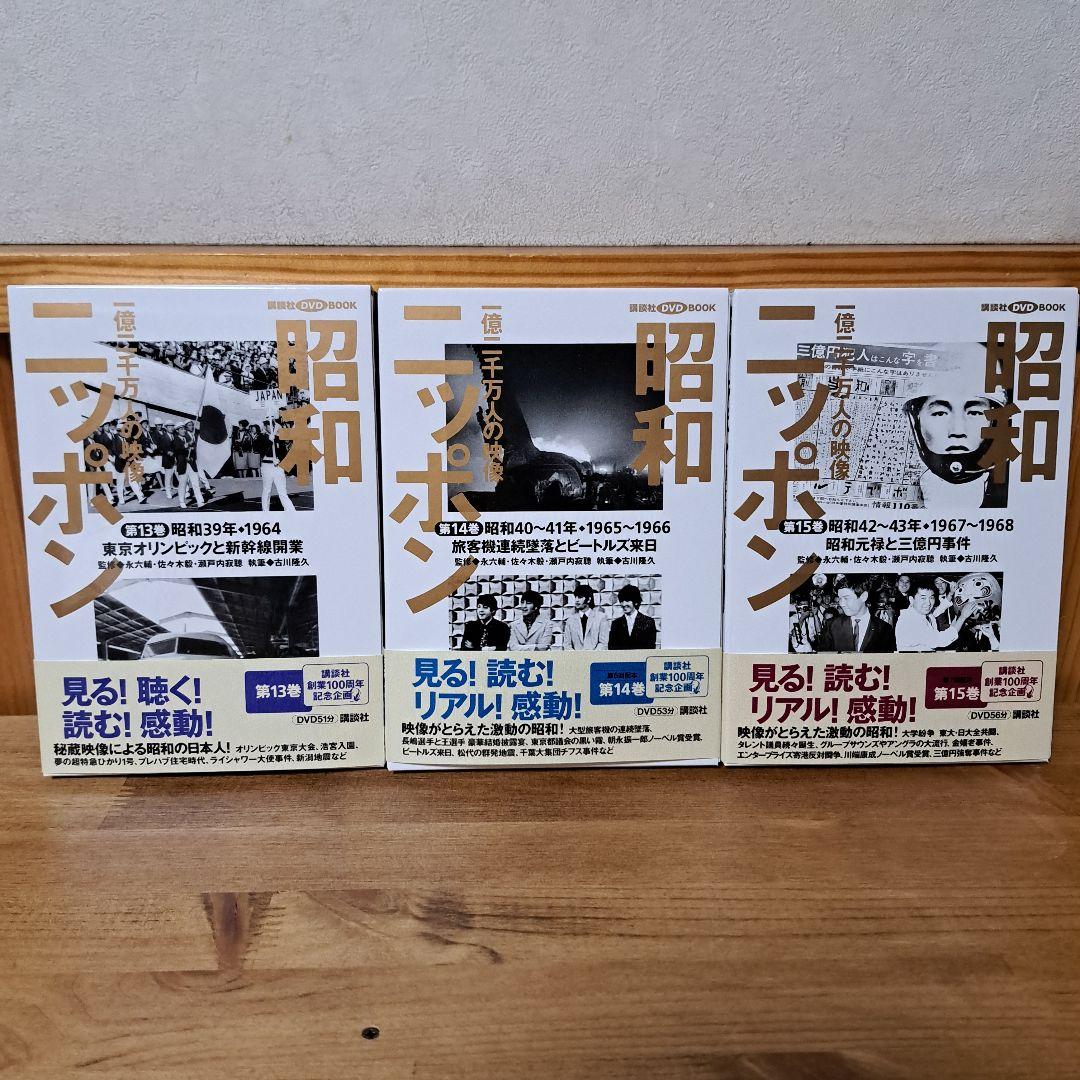 講談社 DVD BOOK
昭和
ニッポン
一億二千万人の映像
JAPAN
第13巻 昭和39年◆1964
東京オリンピックと新幹線開業
監修◆永六輔・佐々木毅・瀬戸内寂聴 執筆◆古川隆久
見る! 聴く!
読む! 感動!
第13巻
講談社
創業100周年
記念企画
DVD51分 講談社
秘蔵映像による昭和の日本人! オリンピック東京大会、浩宮入園、
夢の超特急ひかり1号、プレハブ住宅時代、ライシャワー大使事件、新潟地震など
講談社 DVD BOOK
昭和
ニッポン
一億二千万人の映像
第14巻 昭和40〜41年◆1965〜1966
旅客機連続墜落とビートルズ来日
監修◆永六輔・佐々木毅・瀬戸内寂聴 執筆◆古川隆久
見る! 読む!
リアル! 感動!
第14巻
講談社
創業100周年
記念企画
DVD53分 講談社
映像がとらえた激動の昭和! 大型旅客機の連続墜落、
長嶋選手と王選手 豪華結婚披露宴、東京都議会の黒い霧、朝永振一郎ノーベル賞受賞、
ビートルズ来日、松代の群発地震、千葉大集団チフス事件など
講談社 DVD BOOK
昭和
ニッポン
一億二千万人の映像
三億円犯人はこんな字を書
情報110番
第15巻 昭和42〜43年◆1967〜1968
昭和元禄と三億円事件
監修◆永六輔・佐々木毅・瀬戸内寂聴 執筆◆古川隆久
見る! 読む!
リアル! 感動!
第15巻
講談社
創業100周年
記念企画
DVD56分 講談社
映像がとらえた激動の昭和! 大学紛争 東大・日大全共闘、
タレント議員続々誕生、グループサウンズやアングラの大流行、金嬉老事件、
エンタープライズ寄港反対闘争、川端康成ノーベル賞受賞、三億円強奪事件など